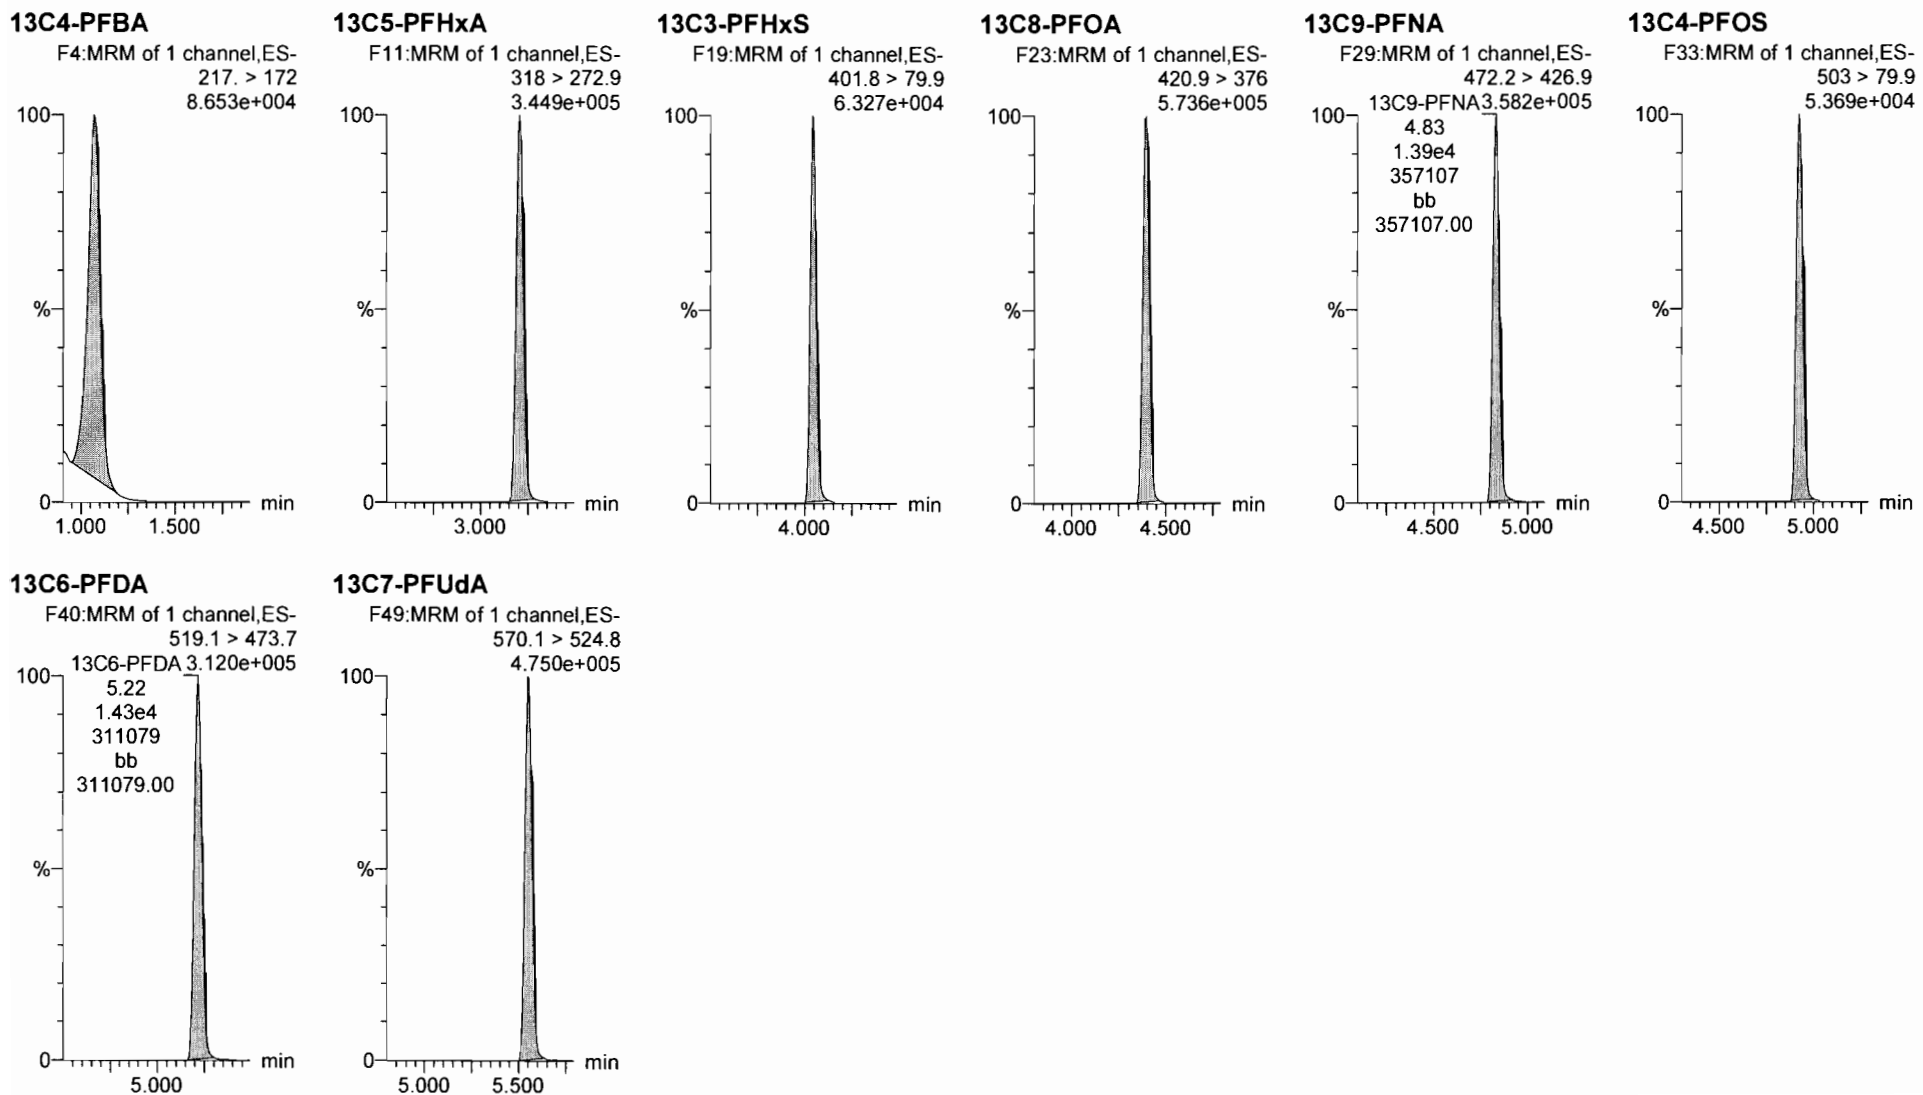 13C4-PFBA
F4:MRM of 1 channel,ES-
217. > 172
8.653e+004
100
%
0
min
1.000 1.500
13C5-PFHxA
F11:MRM of 1 channel,ES-
318 > 272.9
3.449e+005
100
%
0
min
3.000
13C3-PFHxS
F19:MRM of 1 channel,ES-
401.8 > 79.9
6.327e+004
100
%
0
min
4.000
13C8-PFOA
F23:MRM of 1 channel,ES-
420.9 > 376
5.736e+005
100
%
0
min
4.000 4.500
13C9-PFNA
F29:MRM of 1 channel,ES-
472.2 > 426.9
13C9-PFNA 3.582e+005
100
4.83
1.39e4
357107
bb
357107.00
%
0
min
4.500 5.000
13C4-PFOS
F33:MRM of 1 channel,ES-
503 > 79.9
5.369e+004
100
%
0
min
4.500 5.000
13C6-PFDA
F40:MRM of 1 channel,ES-
519.1 > 473.7
13C6-PFDA 3.120e+005
100
5.22
1.43e4
311079
bb
311079.00
%
0
min
5.000
13C7-PFUdA
F49:MRM of 1 channel,ES-
570.1 > 524.8
4.750e+005
100
%
0
min
5.000 5.500